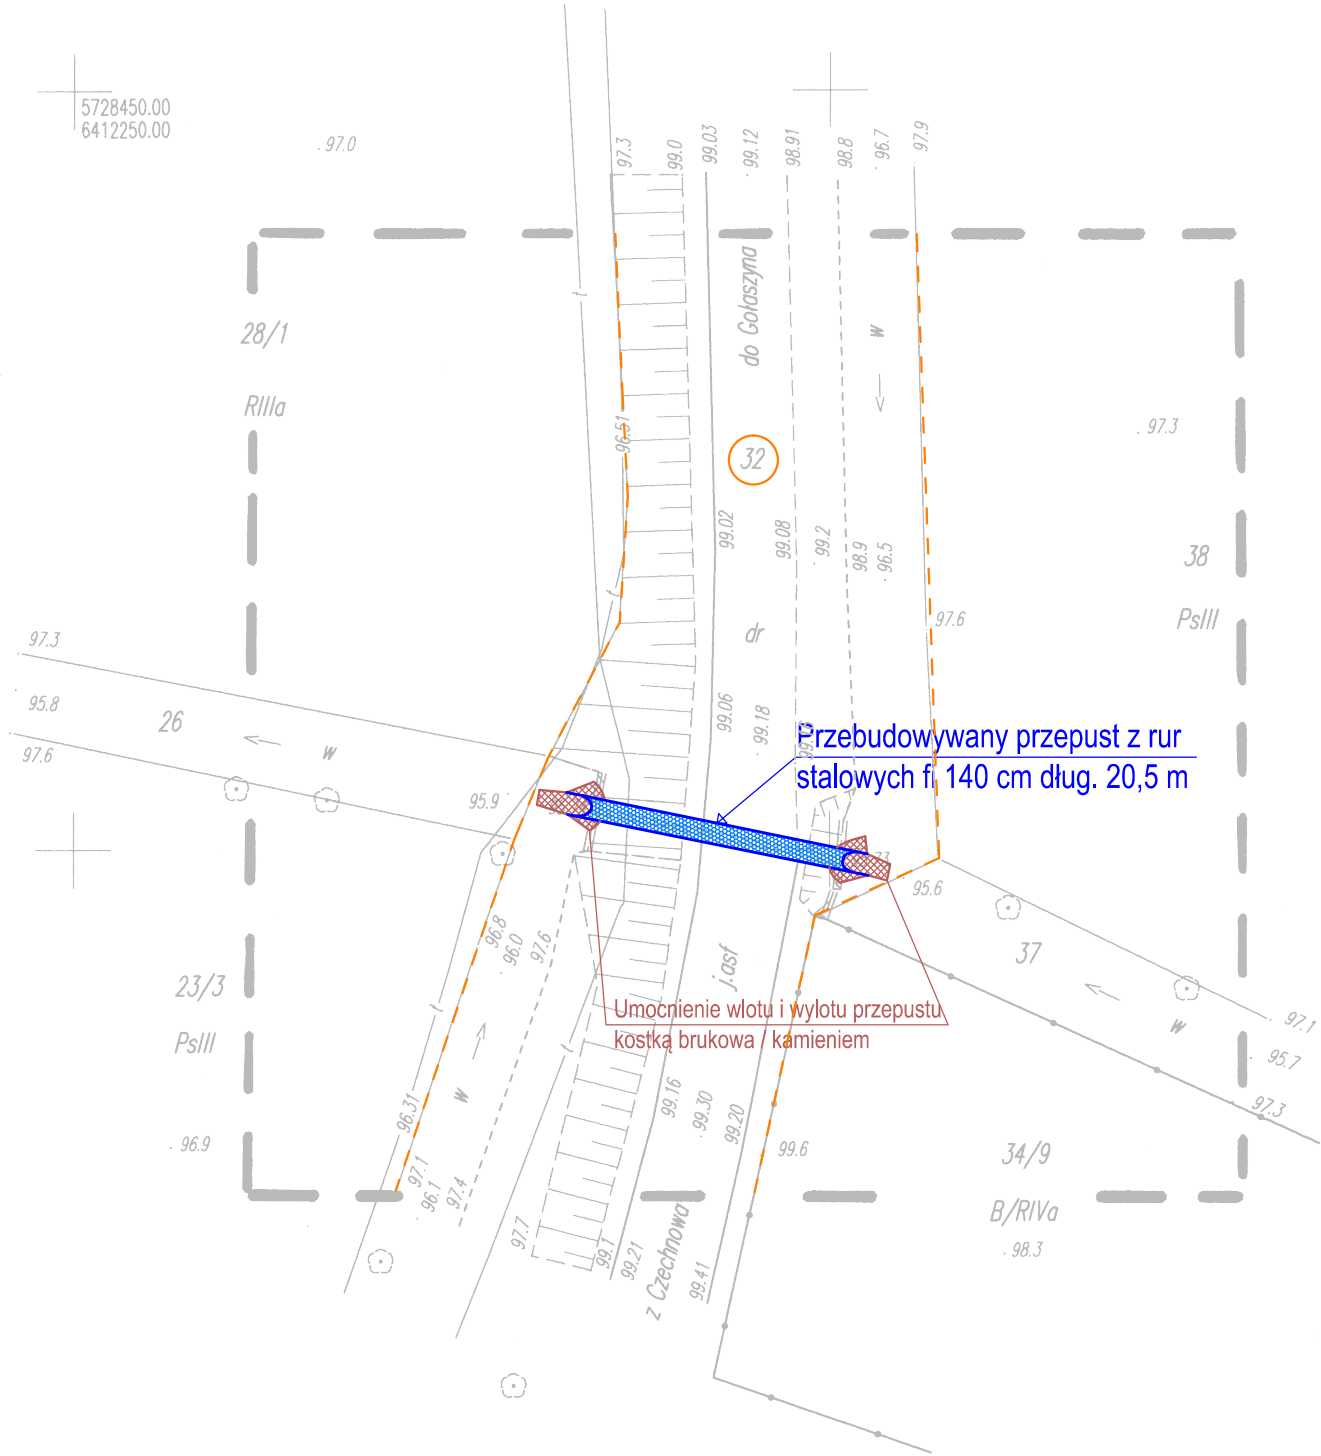 5728450.00
6412250.00
97.0
97.3
99.0
99.03
99.12
98.91
98.8
96.7
97.9
28/1
RIIIa
do Gołaszyna
w
t
96.51
32
97.3
99.02
99.08
99.2
98.9
96.5
38
PsIII
t
dr
97.6
97.3
95.8
97.6
26
w
99.06
99.18
Przebudowywany przepust z rur
stalowych fi 140 cm dług. 20,5 m
95.9
73
95.6
96.8
96.0
97.6
j.asf
37
w
97.1
95.7
97.3
23/3
PsIII
t
Umocnienie wlotu i wylotu przepustu
kostką brukowa / kamieniem
t
w
96.31
99.16
99.30
99.20
99.6
96.9
97.1
96.1
97.4
97.7
99.1
99.21
z Czechnowa
99.41
34/9
B/RIVa
98.3